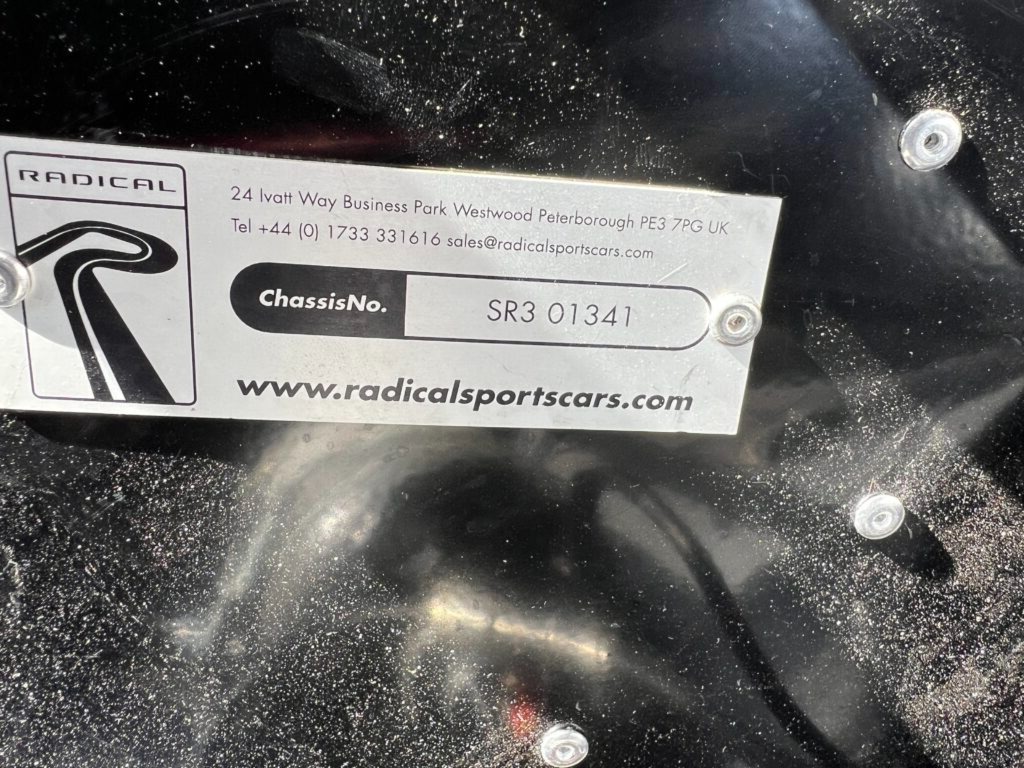 RADICAL
24 Ivatt Way Business Park Westwood Peterborough PE3 7PG UK
Tel +44 (0) 1733 331616 sales@radicalsportscars.com
ChassisNo. SR3 01341
www.radicalsportscars.com